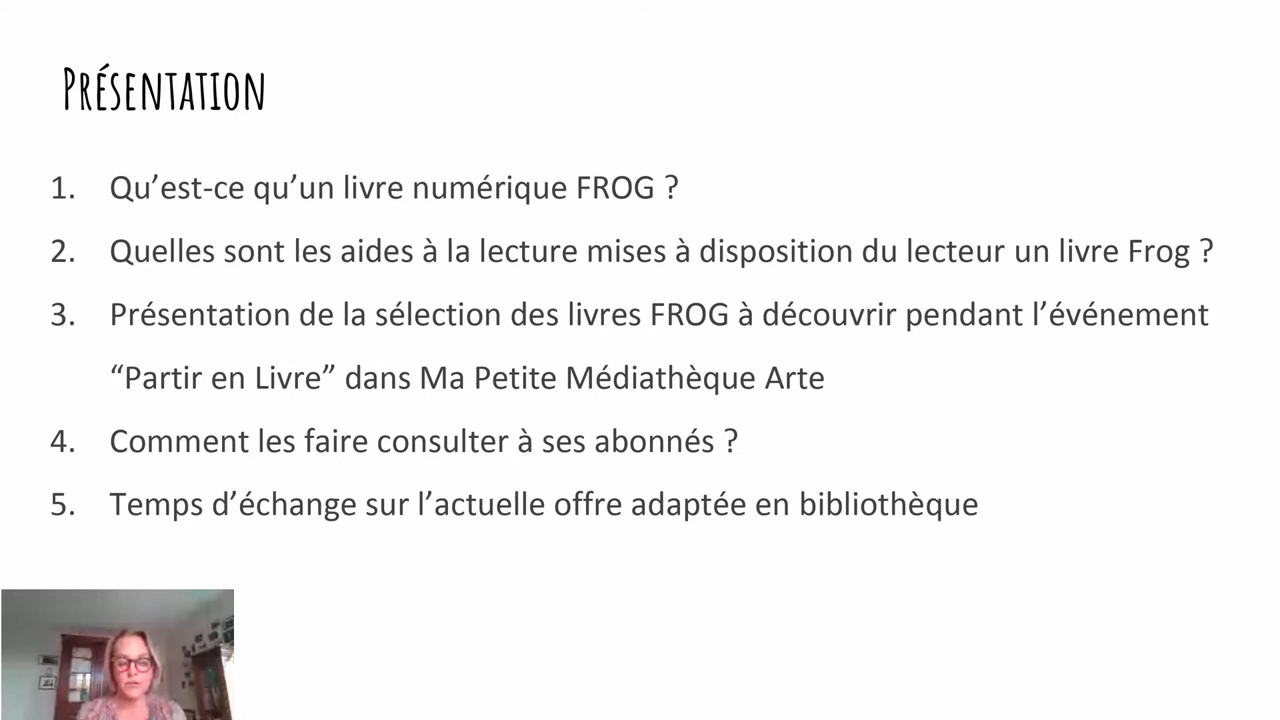 Présentation
1. Qu’est-ce qu’un livre numérique FROG ?
2. Quelles sont les aides à la lecture mises à disposition du lecteur un livre Frog ?
3. Présentation de la sélection des livres FROG à découvrir pendant l’événement
“Partir en Livre” dans Ma Petite Médiathèque Arte
4. Comment les faire consulter à ses abonnés ?
5. Temps d’échange sur l’actuelle offre adaptée en bibliothèque